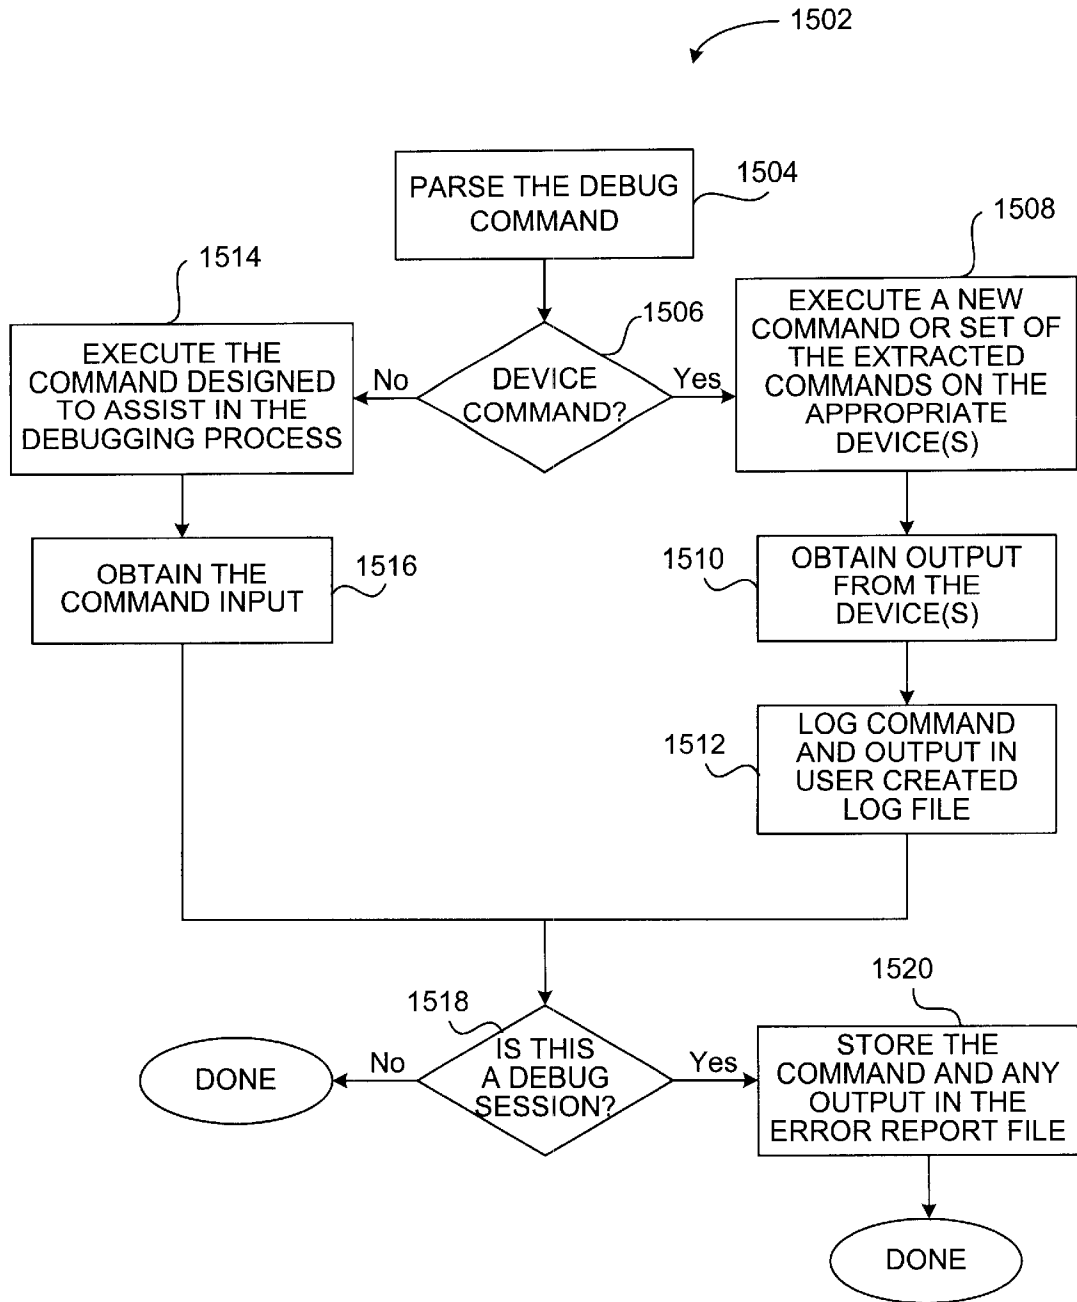 1502
PARSE THE DEBUG
COMMAND
1504
1508
1514
1506
EXECUTE THE
COMMAND DESIGNED
TO ASSIST IN THE
DEBUGGING PROCESS
No
DEVICE
COMMAND?
Yes
EXECUTE A NEW
COMMAND OR SET OF
THE EXTRACTED
COMMANDS ON THE
APPROPRIATE
DEVICE(S)
OBTAIN THE
COMMAND INPUT
1516
1510
OBTAIN OUTPUT
FROM THE
DEVICE(S)
1512
LOG COMMAND
AND OUTPUT IN
USER CREATED
LOG FILE
1518
1520
DONE
No
IS THIS
A DEBUG
SESSION?
Yes
STORE THE
COMMAND AND ANY
OUTPUT IN THE
ERROR REPORT FILE
DONE